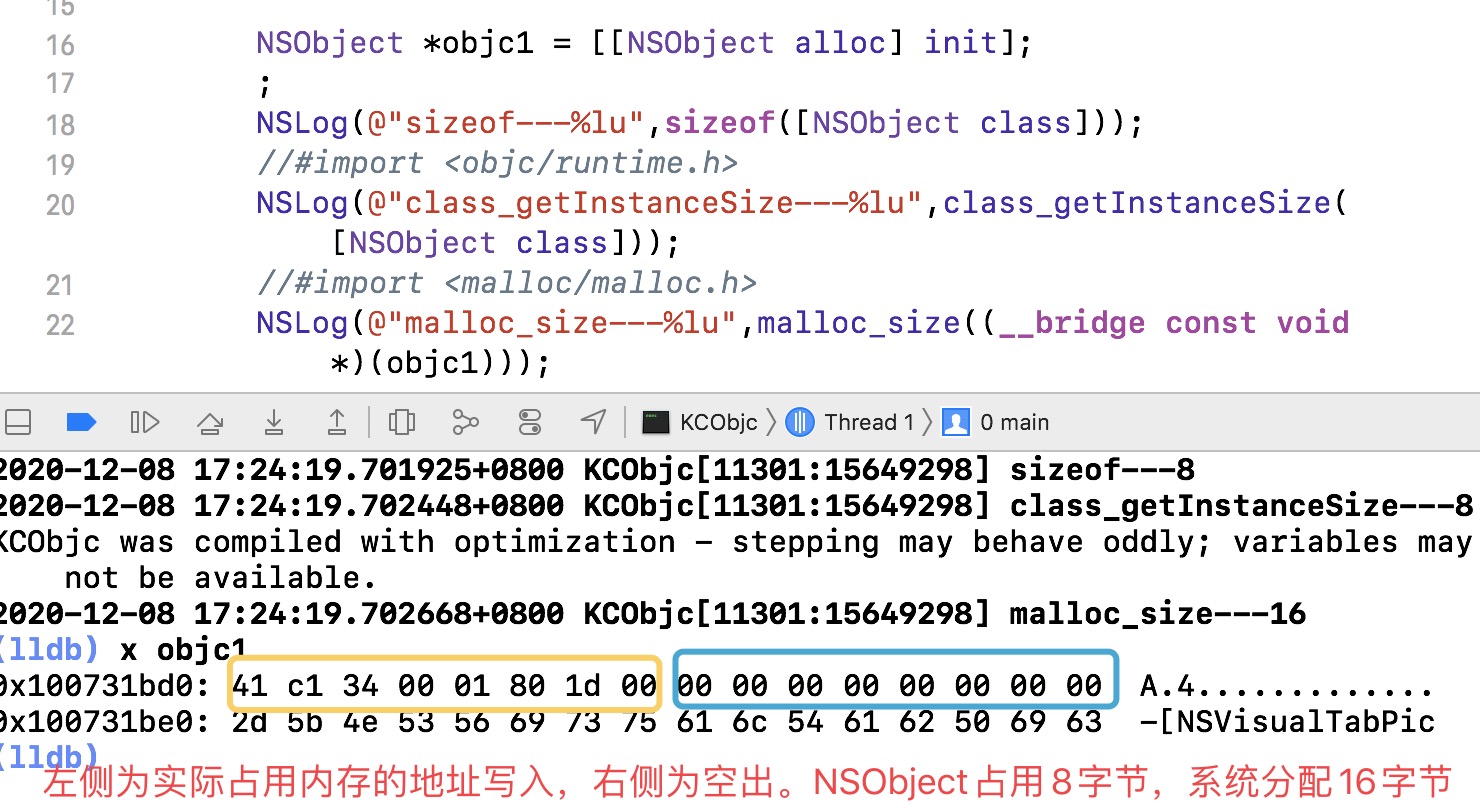 15
16 NSObject *objc1 = [[NSObject alloc] init];
17 ;
18 NSLog(@"sizeof---%lu",sizeof([NSObject class]));
19 //#import <objc/runtime.h>
20 NSLog(@"class_getInstanceSize---%lu",class_getInstanceSize(
[NSObject class]));
21 //#import <malloc/malloc.h>
22 NSLog(@"malloc_size---%lu",malloc_size((__bridge const void
*)(objc1)));
KCObjc 〉 Thread 1 〉 0 main
2020-12-08 17:24:19.701925+0800 KCObjc[11301:15649298] sizeof---8
2020-12-08 17:24:19.702448+0800 KCObjc[11301:15649298] class_getInstanceSize---8
KCObjc was compiled with optimization - stepping may behave oddly; variables may
not be available.
2020-12-08 17:24:19.702668+0800 KCObjc[11301:15649298] malloc_size---16
(lldb) x objc1
0x100731bd0: 41 c1 34 00 01 80 1d 00 00 00 00 00 00 00 00 00 A.4.............
0x100731be0: 2d 5b 4e 53 56 69 73 75 61 6c 54 61 62 50 69 63 -[NSVisualTabPic
(lldb)
左侧为实际占用内存的地址写入，右侧为空出。NSObject占用8字节，系统分配16字节